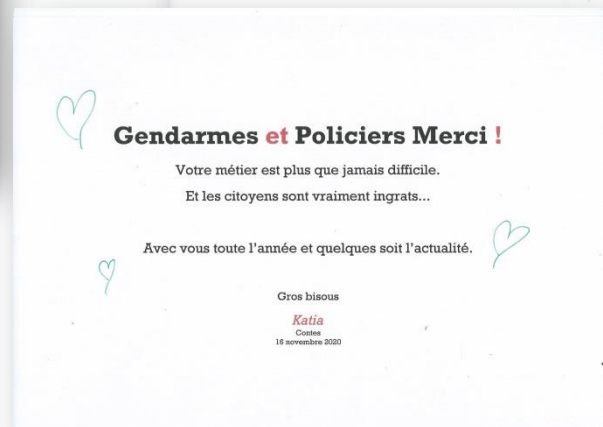 Gendarmes et Policiers Merci !
Votre métier est plus que jamais difficile.
Et les citoyens sont vraiment ingrats...
Avec vous toute l'année et quelques soit l'actualité.
Gros bisous
Katia
Contes
16 novembre 2020